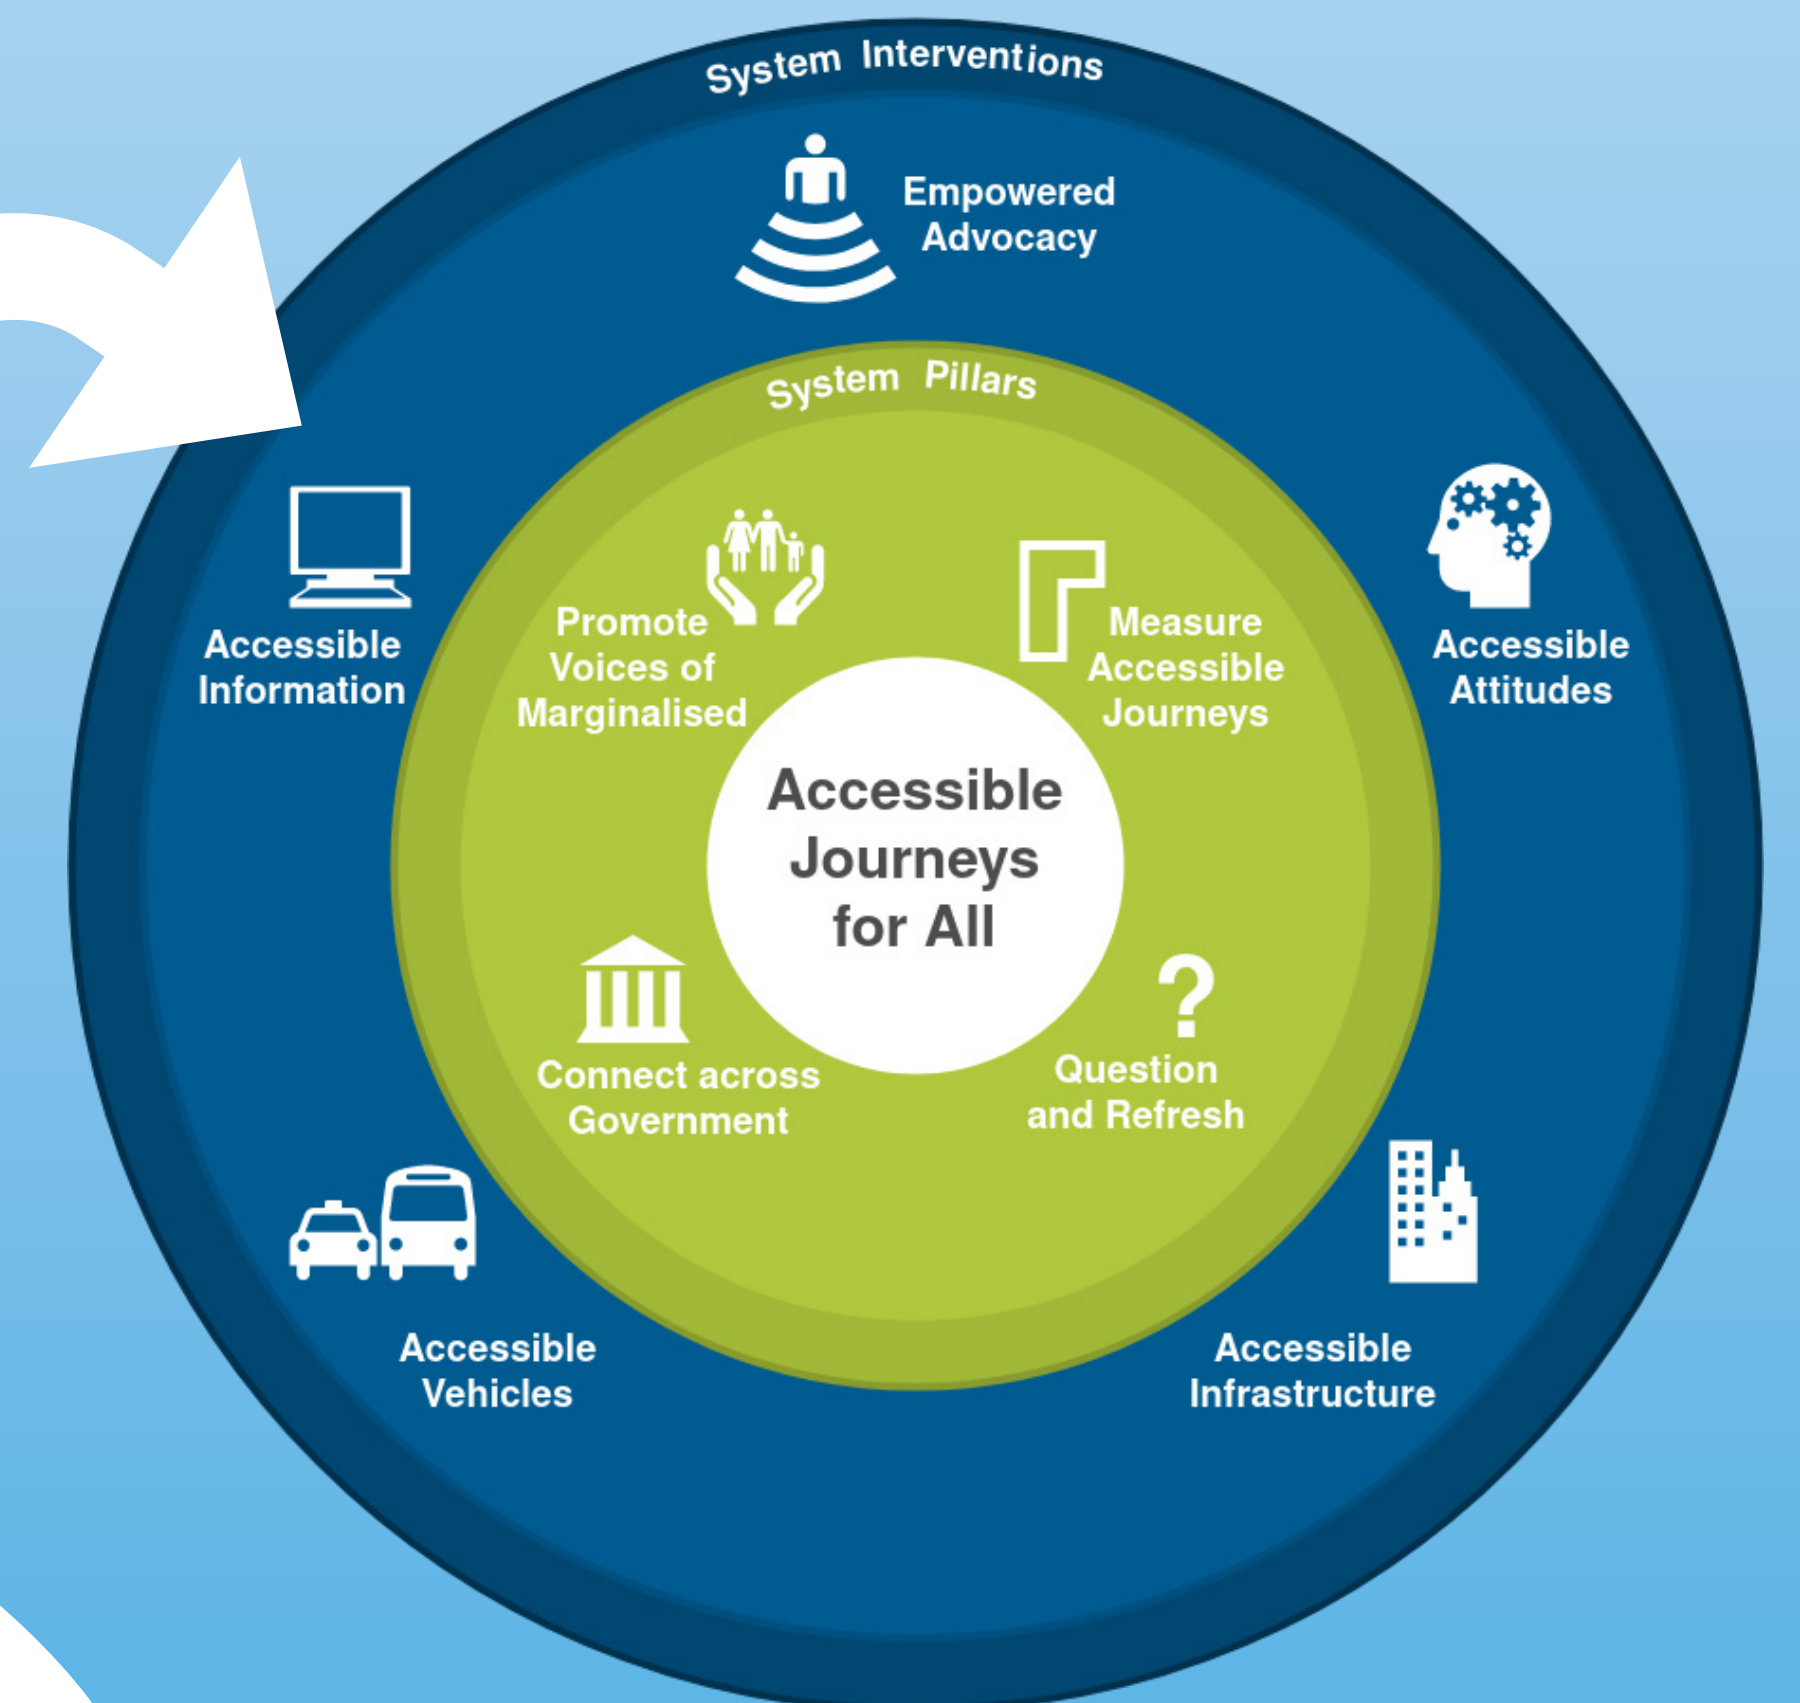 System Interventions
Empowered
Advocacy
System Pillars
Accessible
Information
Promote
Voices of
Marginalised
Measure
Accessible
Journeys
Accessible
Attitudes
Accessible
Journeys
for All
Connect across
Government
Question
and Refresh
Accessible
Vehicles
Accessible
Infrastructure